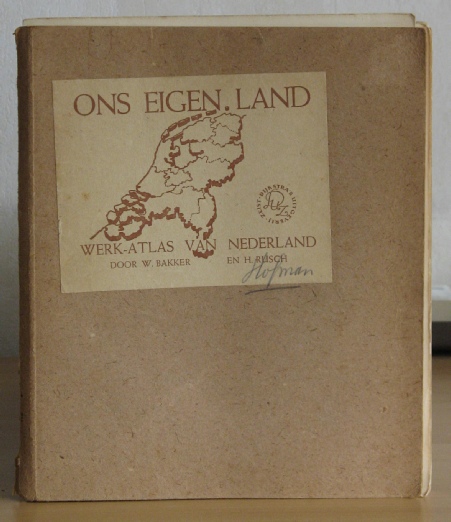 ONS EIGEN LAND
WERK-ATLAS VAN NEDERLAND
DOOR W. BAKKER EN H. RUSCH
Hofman